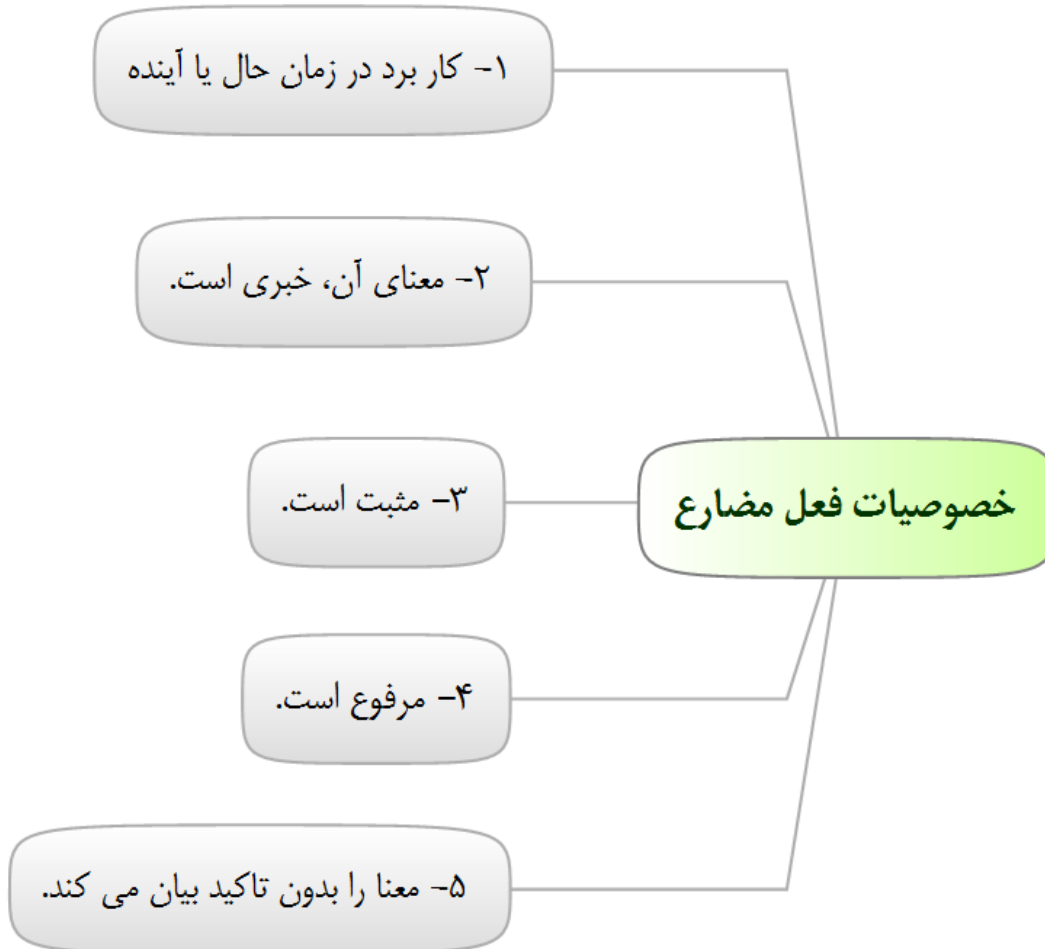 خصوصیات فعل مضارع
۱- کار برد در زمان حال یا آینده
۲- معنای آن، خبری است.
۳- مثبت است.
۴- مرفوع است.
۵- معنا را بدون تاکید بیان می کند.